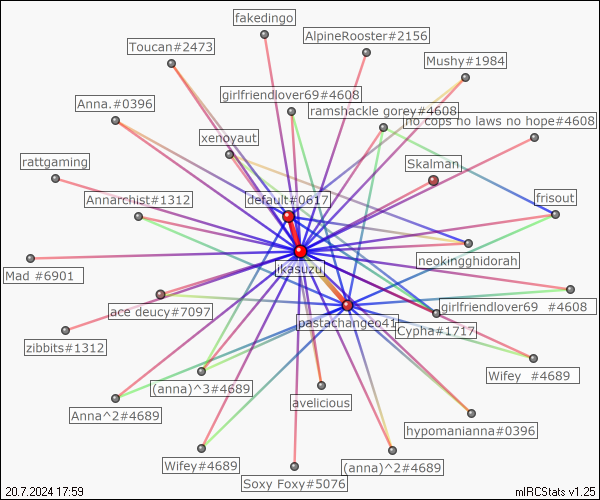 fakedingo
AlpineRooster#2156
Toucan#2473
Mushy#1984
girlfriendlover69#4608
Anna.#0396
ramshackle gorey#4608
no cops no laws no hope#4608
xenoyaut
rattgaming
Skalman.
Annarchist#1312
default#0617
frisout
neokingghidorah
ikasuzu
Mad #6901
ace deucy#7097
girlfriendlover69 #4608
pastachange041
Cypha#1717
zibbits#1312
Wifey #4689
(anna)^3#4689
avelicious
Anna^2#4689
hypomanianna#0396
Wifey#4689
(anna)^2#4689
Soxy Foxy#5076
20.7.2024 17:59
mIRCStats v1.25